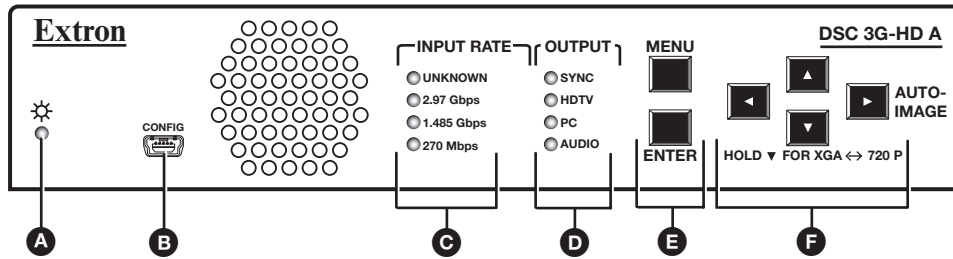 Extron
DSC 3G-HD A
INPUT RATE
UNKNOWN
2.97 Gbps
1.485 Gbps
270 Mbps
OUTPUT
SYNC
HDTV
PC
AUDIO
MENU
ENTER
AUTO-
IMAGE
HOLD ▼ FOR XGA ↔ 720 P
CONFIG
A
B
C
D
E
F